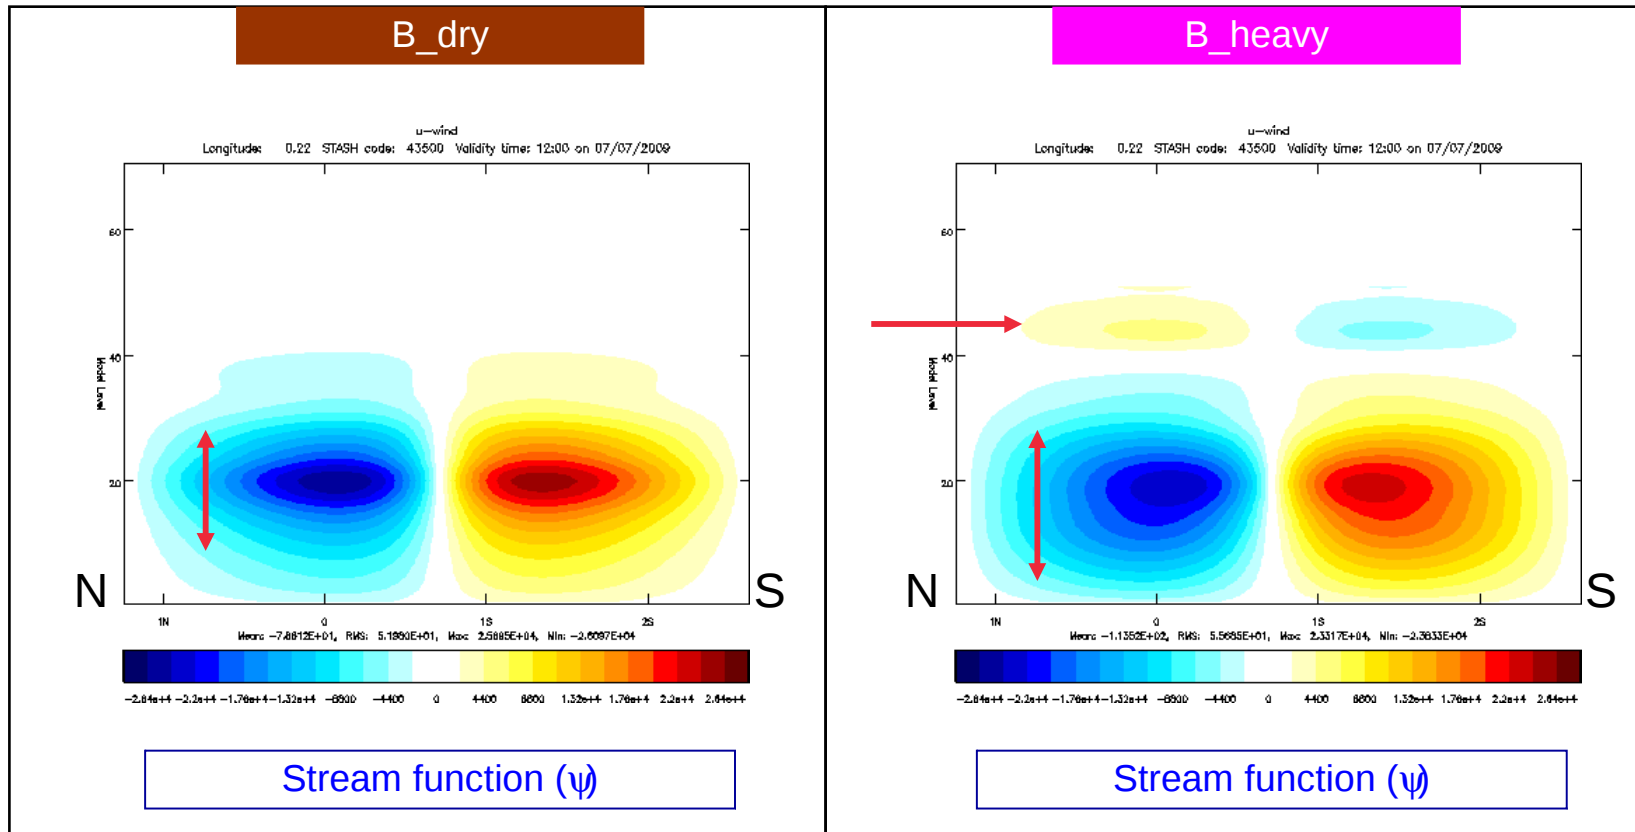 B_dry
u-wind
Longitude: 0.22 STASH code: 43500 Validity time: 12:00 on 07/07/2009
60
40
20
Model Level
N
S
1N 0 1S 2S
-2.64e+4 -2.2e+4 -1.76e+4 -1.32e+4 -8800 -4400 0 4400 8800 1.32e+4 1.76e+4 2.2e+4 2.64e+4
Stream function (ψ)
B_heavy
u-wind
Longitude: 0.22 STASH code: 43500 Validity time: 12:00 on 07/07/2009
60
40
20
Model Level
N
S
1N 0 1S 2S
Mean: -1.1352E+02, RMS: 5.5685E+01, Max: 2.3317E+04, Min: -2.3833E+04
-2.64e+4 -2.2e+4 -1.76e+4 -1.32e+4 -8800 -4400 0 4400 8800 1.32e+4 1.76e+4 2.2e+4 2.64e+4
Stream function (ψ)